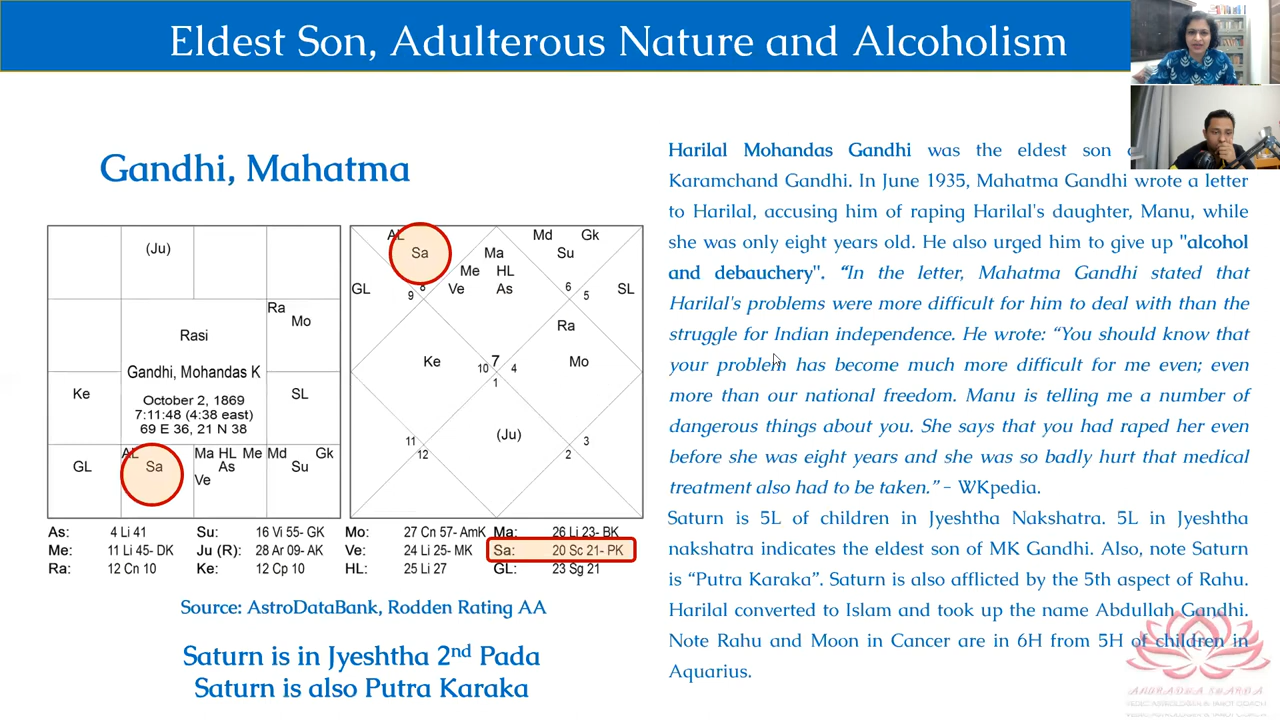 Eldest Son, Adulterous Nature and Alcoholism
Gandhi, Mahatma
(Ju)
Ra
Mo
Rasi
Gandhi, Mohandas K
October 2, 1869
7:11:48 (4:38 east)
69 E 36, 21 N 38
Ke
SL
GL
AL
Sa
Ma HL Me Md Gk
As
Ve
Su
AL
Sa
Md Gk
Ma
Su
Me HL
GL
Ve As
SL
8
9
6
5
Ra
Ke
Mo
10 7 4
1
(Ju)
11
12
3
2
As: 4 Li 41 Su: 16 Vi 55- GK Mo: 27 Cn 57- AmK Ma: 26 Li 23- BK
Me: 11 Li 45- DK Ju (R): 28 Ar 09- AK Ve: 24 Li 25- MK Sa: 20 Sc 21- PK
Ra: 12 Cn 10 Ke: 12 Cp 10 HL: 25 Li 27 GL: 23 Sg 21
Source: AstroDataBank, Rodden Rating AA
Saturn is in Jyeshtha 2nd Pada
Saturn is also Putra Karaka
Harilal Mohandas Gandhi was the eldest son
Karamchand Gandhi. In June 1935, Mahatma Gandhi wrote a letter
to Harilal, accusing him of raping Harilal's daughter, Manu, while
she was only eight years old. He also urged him to give up "alcohol
and debauchery". "In the letter, Mahatma Gandhi stated that
Harilal's problems were more difficult for him to deal with than the
struggle for Indian independence. He wrote: "You should know that
your problem has become much more difficult for me even; even
more than our national freedom. Manu is telling me a number of
dangerous things about you. She says that you had raped her even
before she was eight years and she was so badly hurt that medical
treatment also had to be taken." - WKpedia.
Saturn is 5L of children in Jyeshtha Nakshatra. 5L in Jyeshtha
nakshatra indicates the eldest son of MK Gandhi. Also, note Saturn
is "Putra Karaka". Saturn is also afflicted by the 5th aspect of Rahu.
Harilal converted to Islam and took up the name Abdullah Gandhi.
Note Rahu and Moon in Cancer are in 6H from 5H of children in
Aquarius.